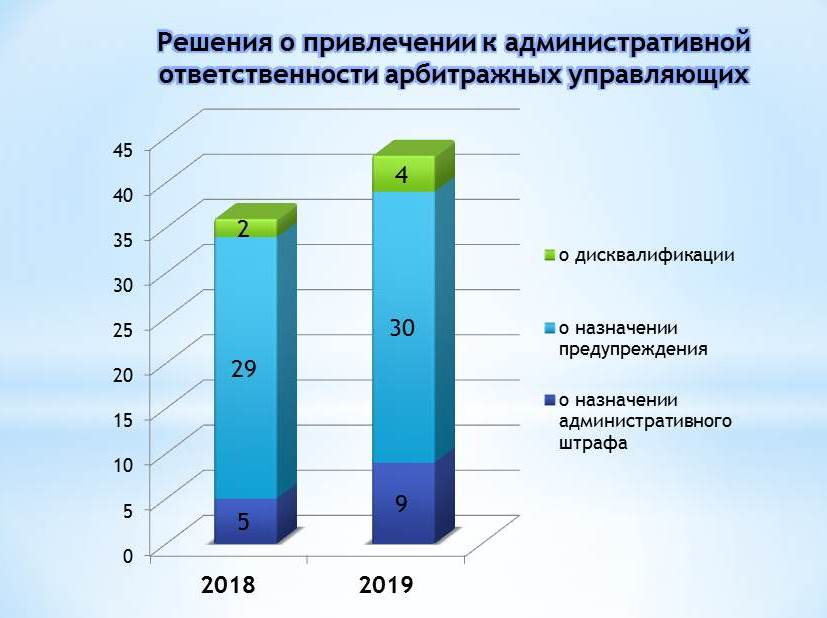 Решения о привлечении к административной
ответственности арбитражных управляющих
45
40
35
30
25
20
15
10
5
0
2
29
5
4
30
9
2018
2019
о дисквалификации
о назначении
предупреждения
о назначении
административного
штрафа